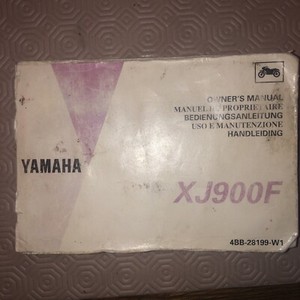 OWNER'S MANUAL
MANUEL DU PROPRIETAIRE
BEDIENUNGSANLEITUNG
USO E MANUTENZIONE
HANDLEIDING
YAMAHA
XJ900F
4BB-28199-W1